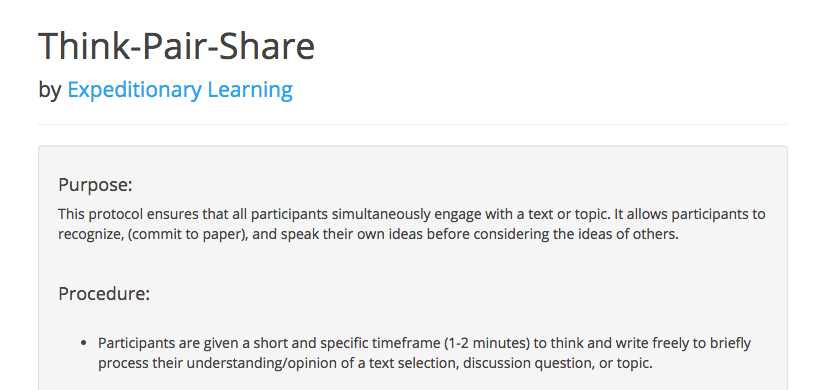 Think-Pair-Share
by Expeditionary Learning
Purpose:
This protocol ensures that all participants simultaneously engage with a text or topic. It allows participants to
recognize, (commit to paper), and speak their own ideas before considering the ideas of others.
Procedure:
• Participants are given a short and specific timeframe (1-2 minutes) to think and write freely to briefly
process their understanding/opinion of a text selection, discussion question, or topic.